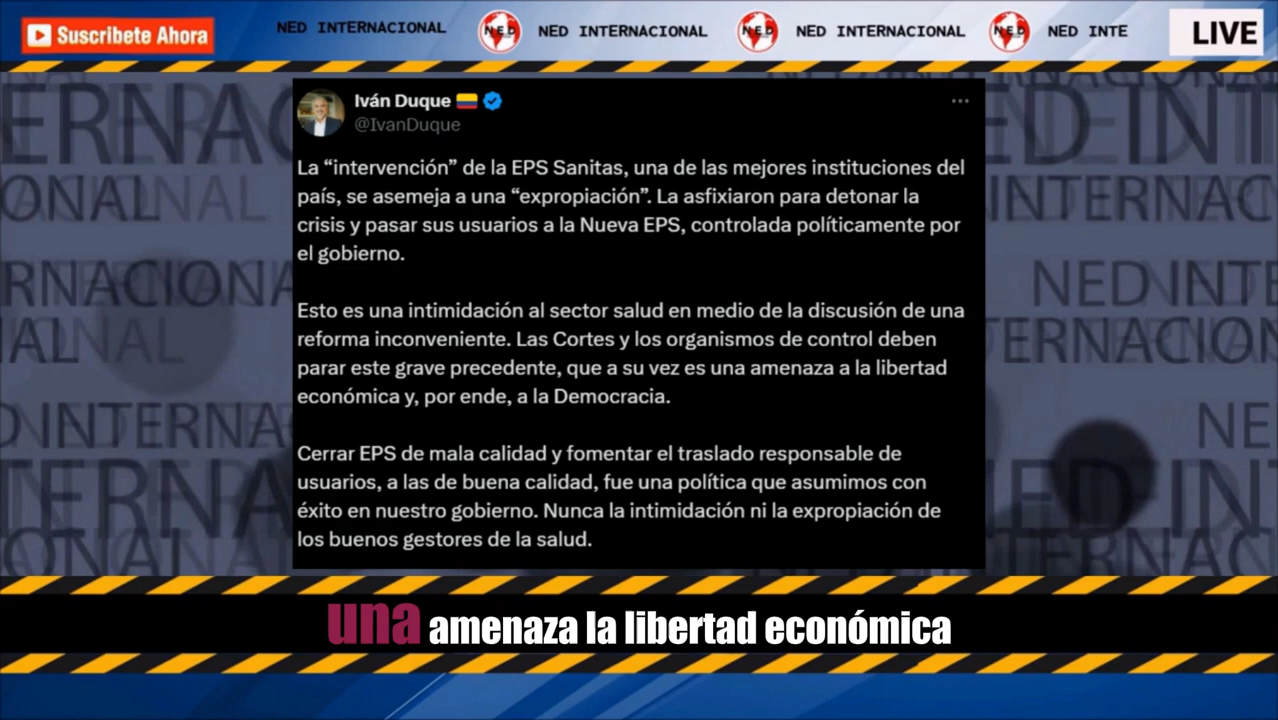 Suscribete Ahora
NED INTERNACIONAL
NED
NED INTERNACIONAL
NED
NED INTERNACIONAL
NED
NED INTE
LIVE
Iván Duque
@IvanDuque
La “intervención” de la EPS Sanitas, una de las mejores instituciones del
país, se asemeja a una “expropiación”. La asfixiaron para detonar la
crisis y pasar sus usuarios a la Nueva EPS, controlada políticamente por
el gobierno.
Esto es una intimidación al sector salud en medio de la discusión de una
reforma inconveniente. Las Cortes y los organismos de control deben
parar este grave precedente, que a su vez es una amenaza a la libertad
económica y, por ende, a la Democracia.
Cerrar EPS de mala calidad y fomentar el traslado responsable de
usuarios, a las de buena calidad, fue una política que asumimos con
éxito en nuestro gobierno. Nunca la intimidación ni la expropiación de
los buenos gestores de la salud.
una amenaza la libertad económica